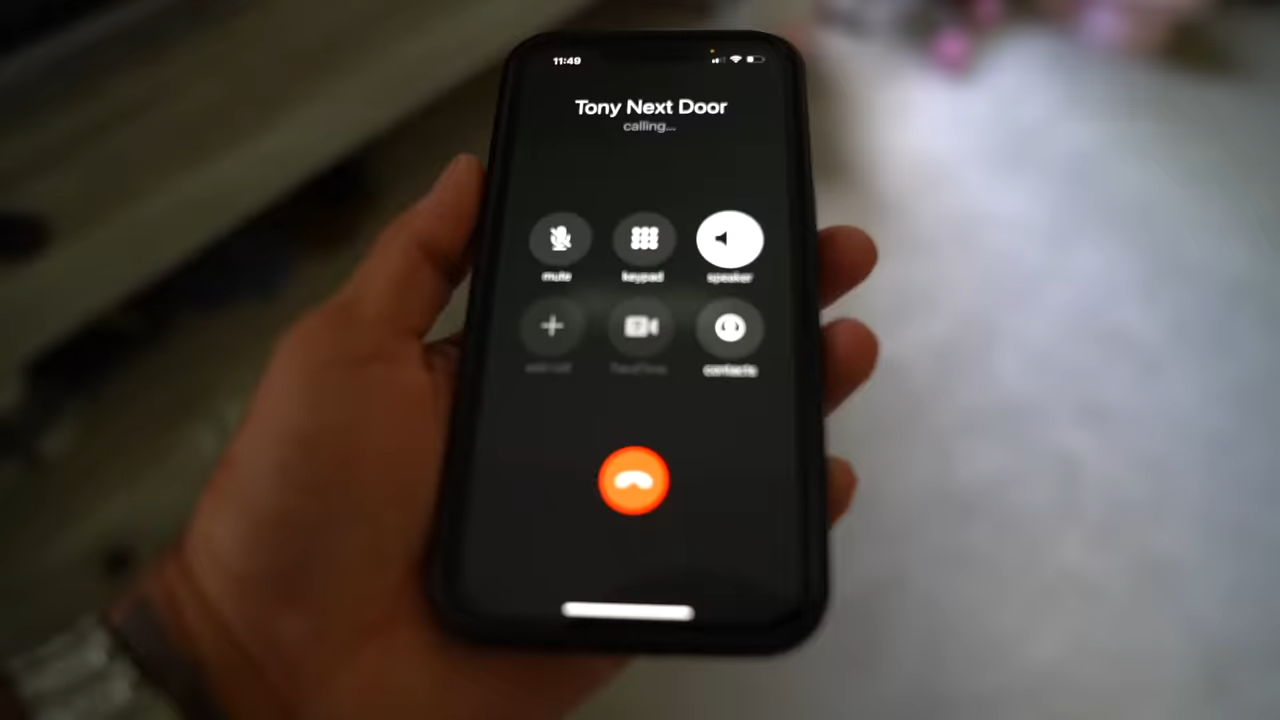 11:49
Tony Next Door
calling...
mute keypad speaker
contacts